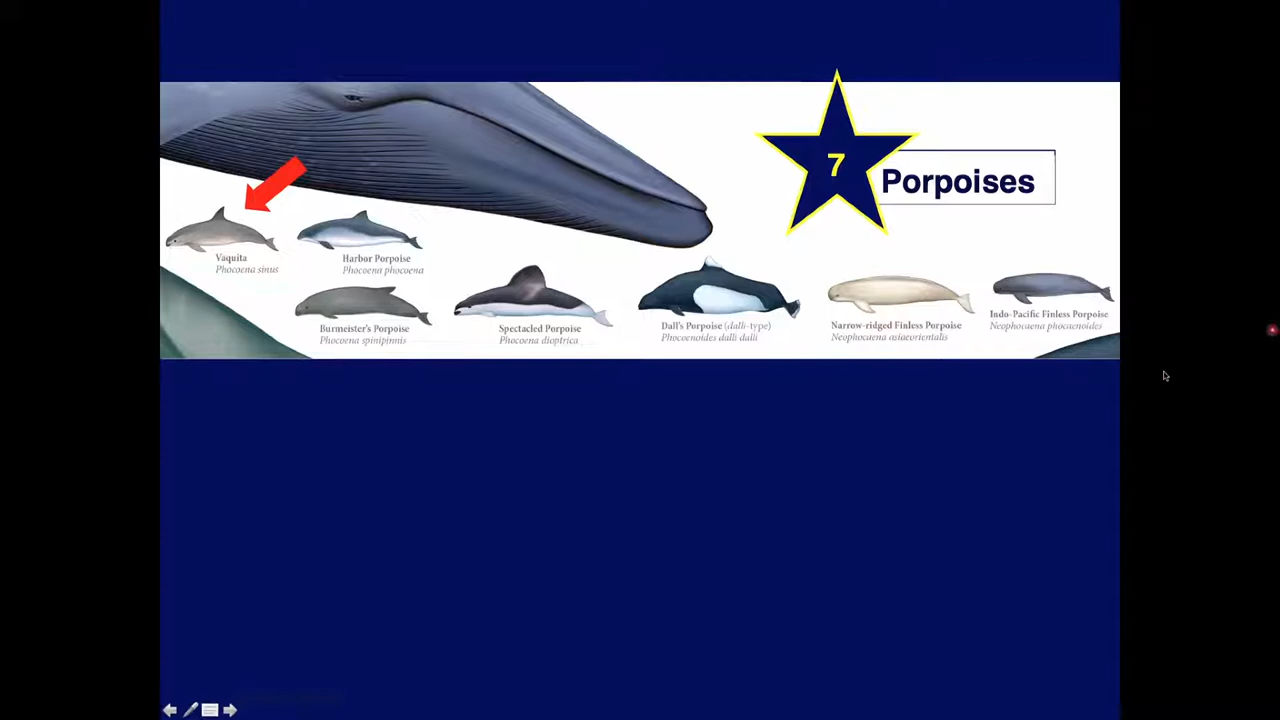 7
Porpoises
Vaquita
Phocoena sinus
Harbor Porpoise
Phocoena phocoena
Burmeister's Porpoise
Phocoena spinipinnis
Spectacled Porpoise
Phocoena dioptrica
Dall's Porpoise (dalli-type)
Phocoenoides dalli dalli
Narrow-ridged Finless Porpoise
Neophocaena asiaeorientalis
Indo-Pacific Finless Porpoise
Neophocaena phocaenoides